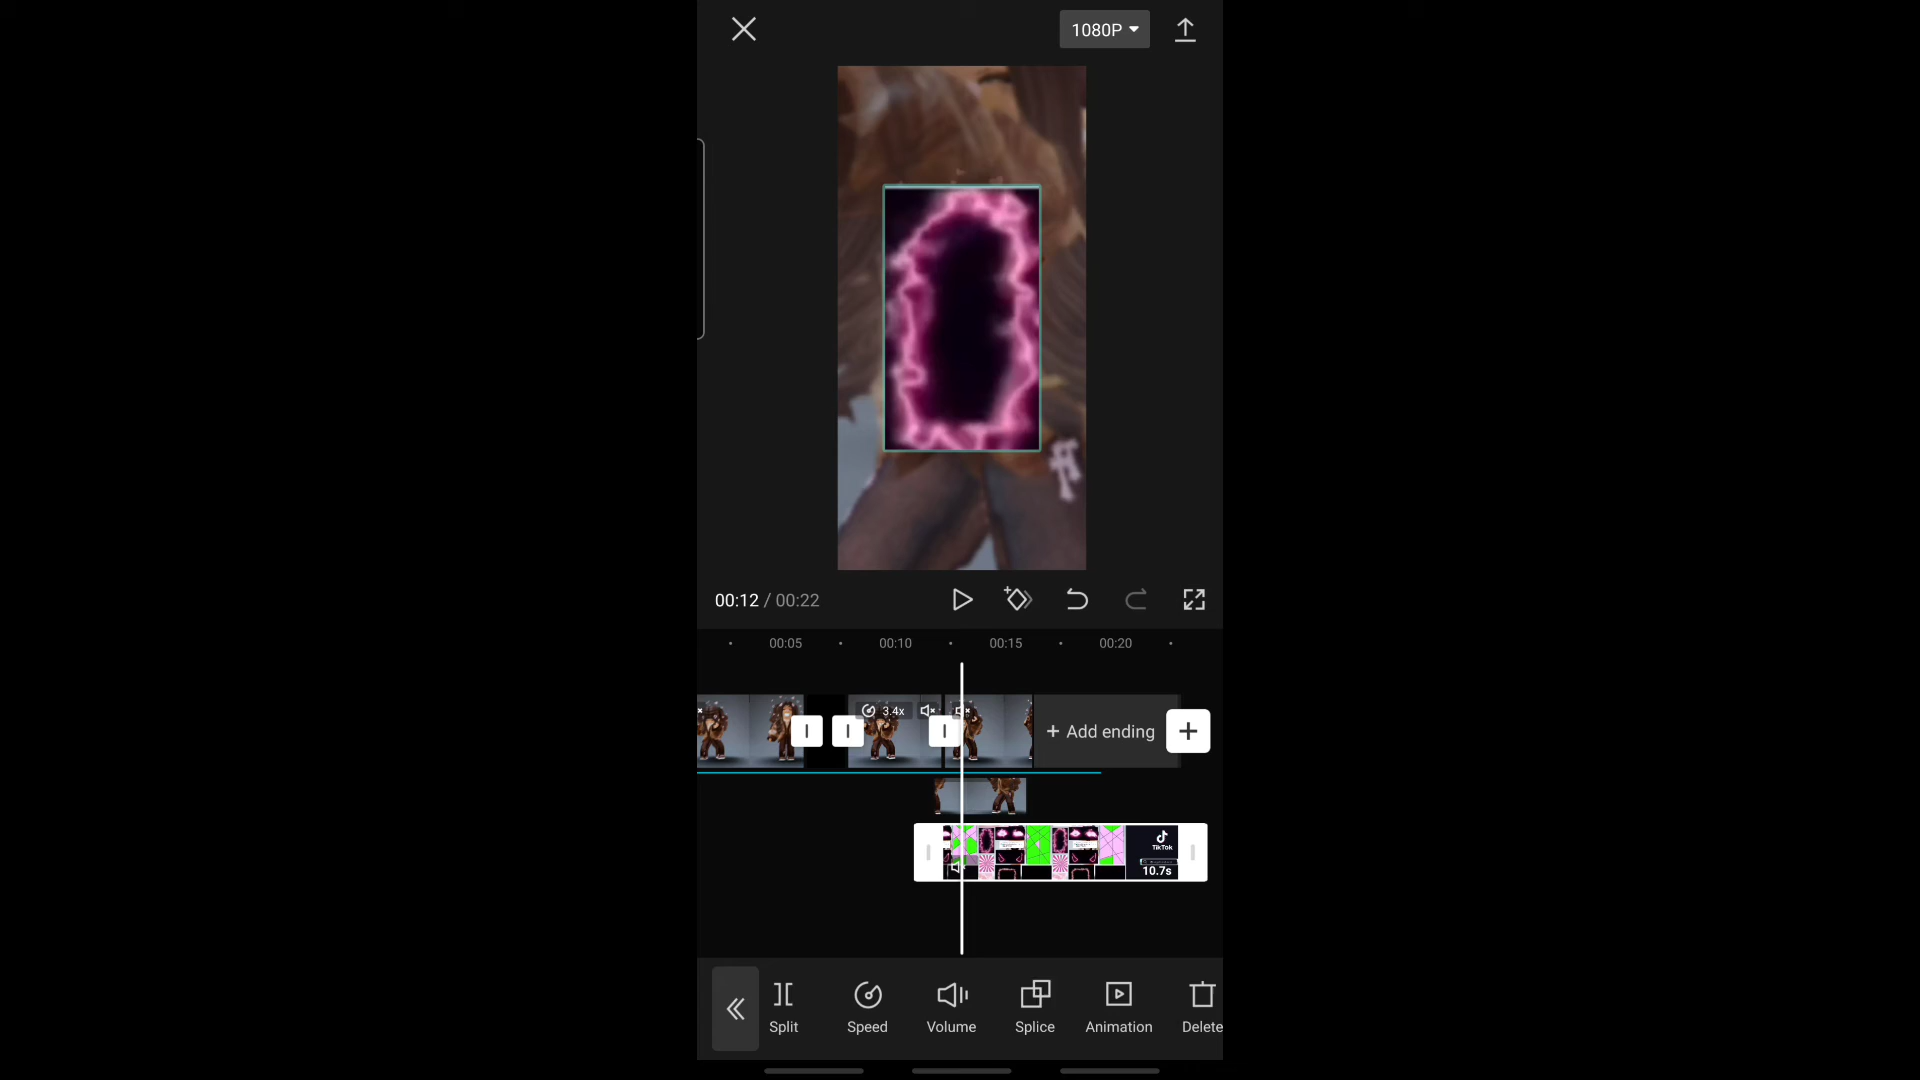 1080P
00:12 / 00:22
00:05 00:10 00:15 00:20
3.4x
+ Add ending
TikTok
10.7s
Split Speed Volume Splice Animation Delete